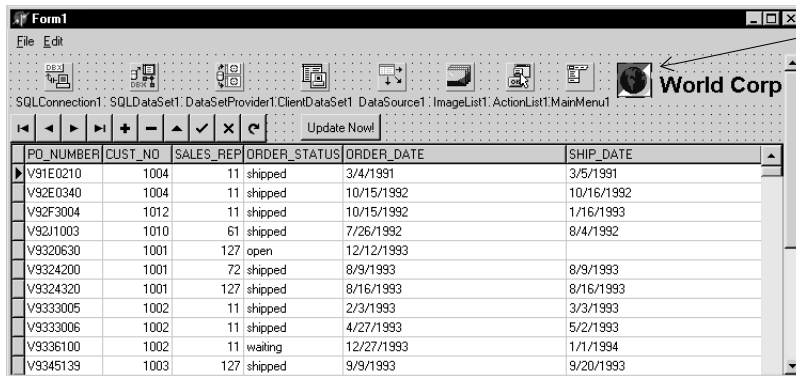 Form1
File Edit
DBX
DBX
OK
World Corp
SQLConnection1 SQLDataSet1 DataSetProvider1 ClientDataSet1 DataSource1 ImageList1 ActionList1 MainMenu1
Update Now!
PO_NUMBER CUST_NO SALES_REP ORDER_STATUS ORDER_DATE SHIP_DATE
V91E0210 1004 11 shipped 3/4/1991 3/5/1991
V92E0340 1004 11 shipped 10/15/1992 10/16/1992
V92F3004 1012 11 shipped 10/15/1992 1/16/1993
V92J1003 1010 61 shipped 7/26/1992 8/4/1992
V9320630 1001 127 open 12/12/1993
V9324200 1001 72 shipped 8/9/1993 8/9/1993
V9324320 1001 127 shipped 8/16/1993 8/16/1993
V9333005 1002 11 shipped 2/3/1993 3/3/1993
V9333006 1002 11 shipped 4/27/1993 5/2/1993
V9336100 1002 11 waiting 12/27/1993 1/1/1994
V9345139 1003 127 shipped 9/9/1993 9/20/1993